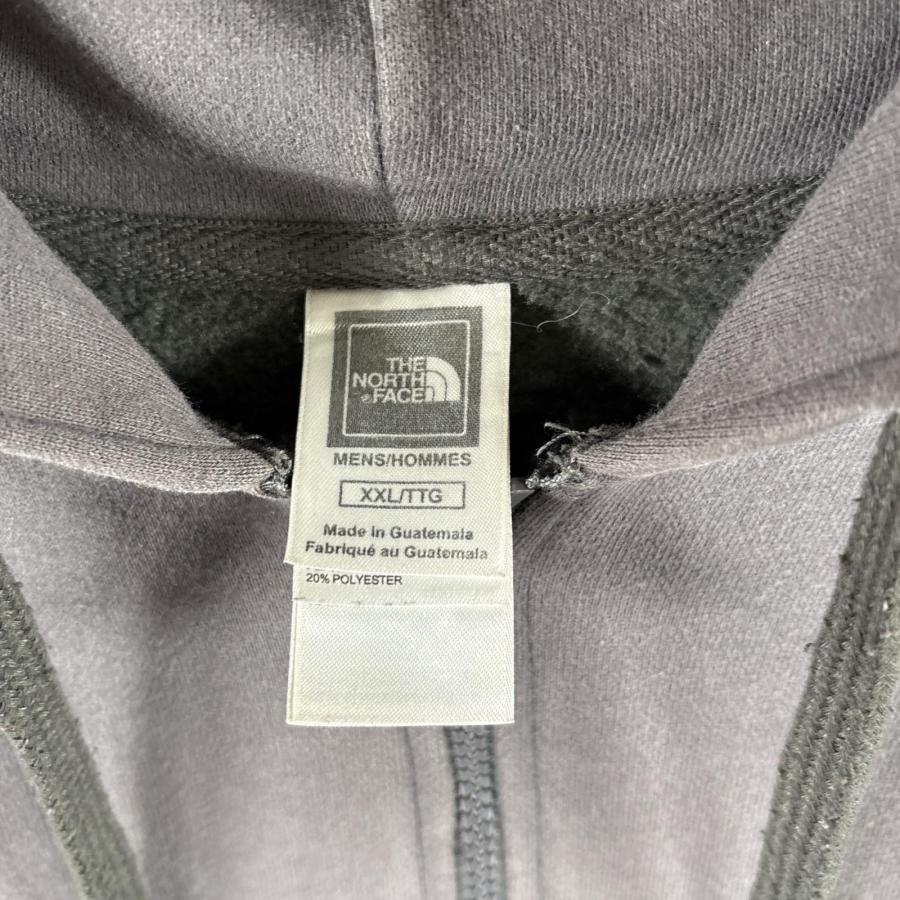 THE
NORTH
FACE
MENS/HOMMES
XXL/TTG
Made in Guatemala
Fabriqué au Guatemala
20% POLYESTER